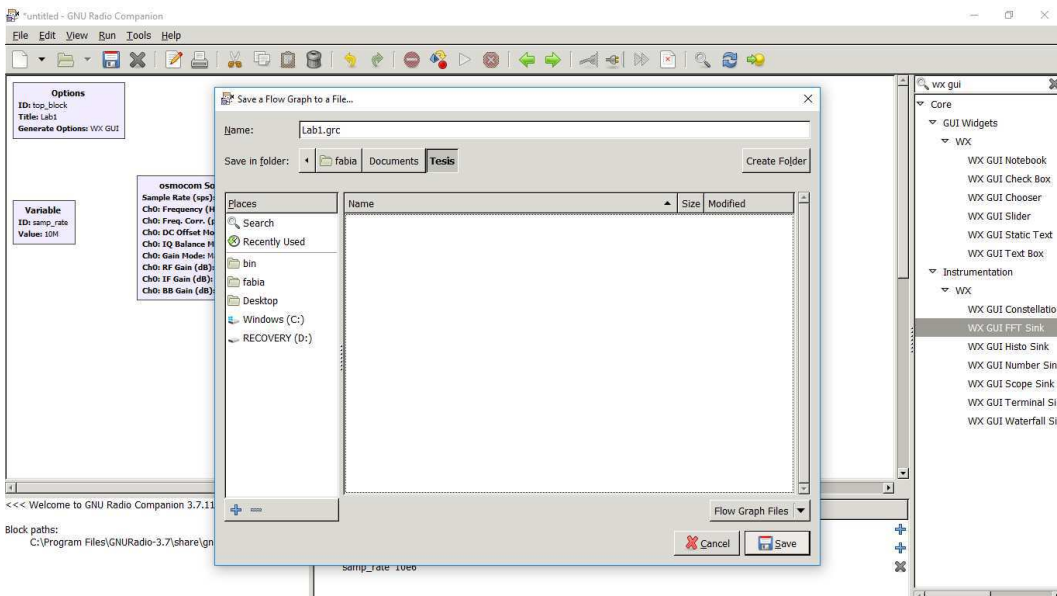 *untitled - GNU Radio Companion
File Edit View Run Tools Help
Options
ID: top_block
Title: Lab1
Generate Options: WX GUI
Variable
ID: samp_rate
Value: 10M
osmocom So
Sample Rate (sps):
Ch0: Frequency (H
Ch0: Freq. Corr. (p
Ch0: DC Offset Mo
Ch0: IQ Balance M
Ch0: Gain Mode: M
Ch0: RF Gain (dB):
Ch0: IF Gain (dB):
Ch0: BB Gain (dB):
Save a Flow Graph to a File...
Name: Lab1.grc
Save in folder: fabia Documents Tesis Create Folder
Places Name Size Modified
Search
Recently Used
bin
fabia
Desktop
Windows (C:)
RECOVERY (D:)
Flow Graph Files
Cancel Save
wx gui
Core
GUI Widgets
WX
WX GUI Notebook
WX GUI Check Box
WX GUI Chooser
WX GUI Slider
WX GUI Static Text
WX GUI Text Box
Instrumentation
WX
WX GUI Constellatio
WX GUI FFT Sink
WX GUI Histo Sink
WX GUI Number Sin
WX GUI Scope Sink
WX GUI Terminal Si
WX GUI Waterfall Si
<<< Welcome to GNU Radio Companion 3.7.11
Block paths:
C:\Program Files\GNURadio-3.7\share\gn
samp_rate 10e6